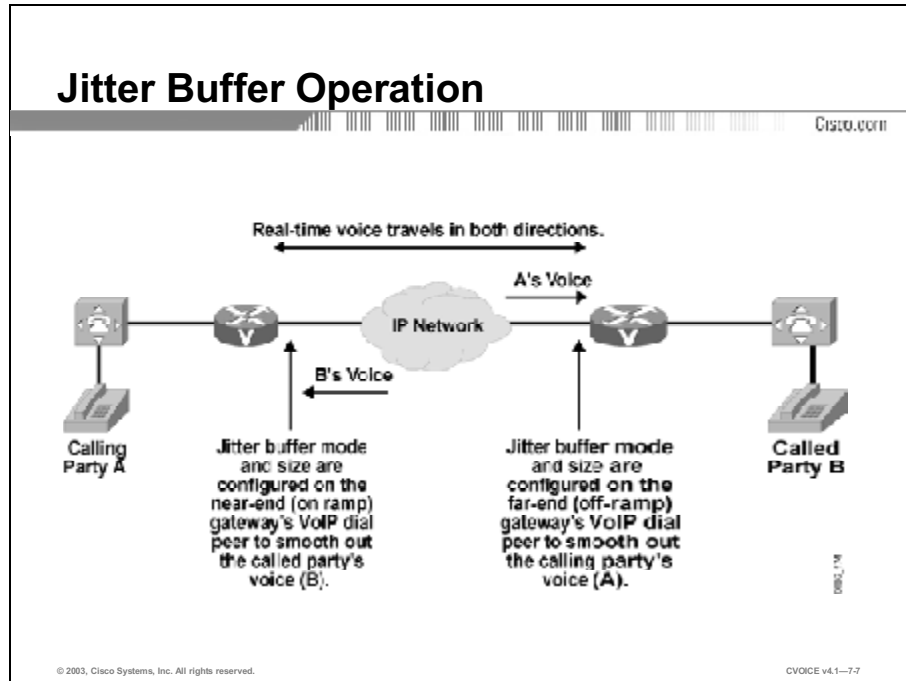 Jitter Buffer Operation
Cisco.com
Real-time voice travels in both directions.
A's Voice
IP Network
B's Voice
Calling
Party A
Jitter buffer mode
and size are
configured on the
near-end (on ramp)
gateway's VoIP dial
peer to smooth out
the called party's
voice (B).
Jitter buffer mode
and size are
configured on the
far-end (off-ramp)
gateway's VoIP dial
peer to smooth out
the calling party's
voice (A).
Called
Party B
© 2003, Cisco Systems, Inc. All rights reserved.
CVOICE v4.1—7-7